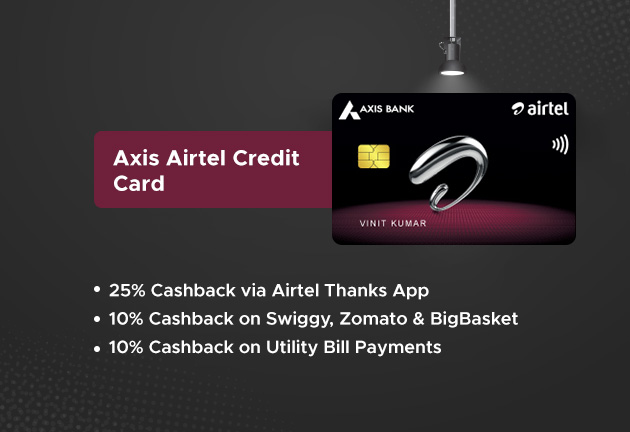 AXIS BANK
airtel
Axis Airtel Credit
Card
VINIT KUMAR
• 25% Cashback via Airtel Thanks App
• 10% Cashback on Swiggy, Zomato & BigBasket
• 10% Cashback on Utility Bill Payments